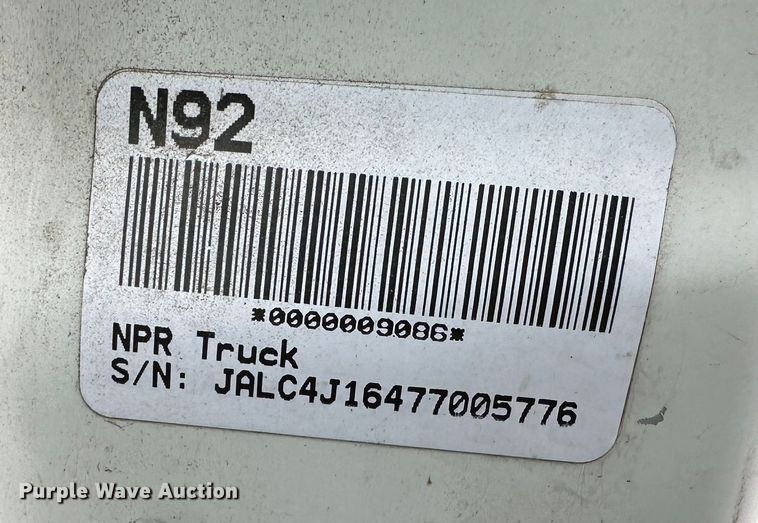 N92
*0000009086*
NPR Truck
S/N: JALC4J16477005776
Purple Wave Auction